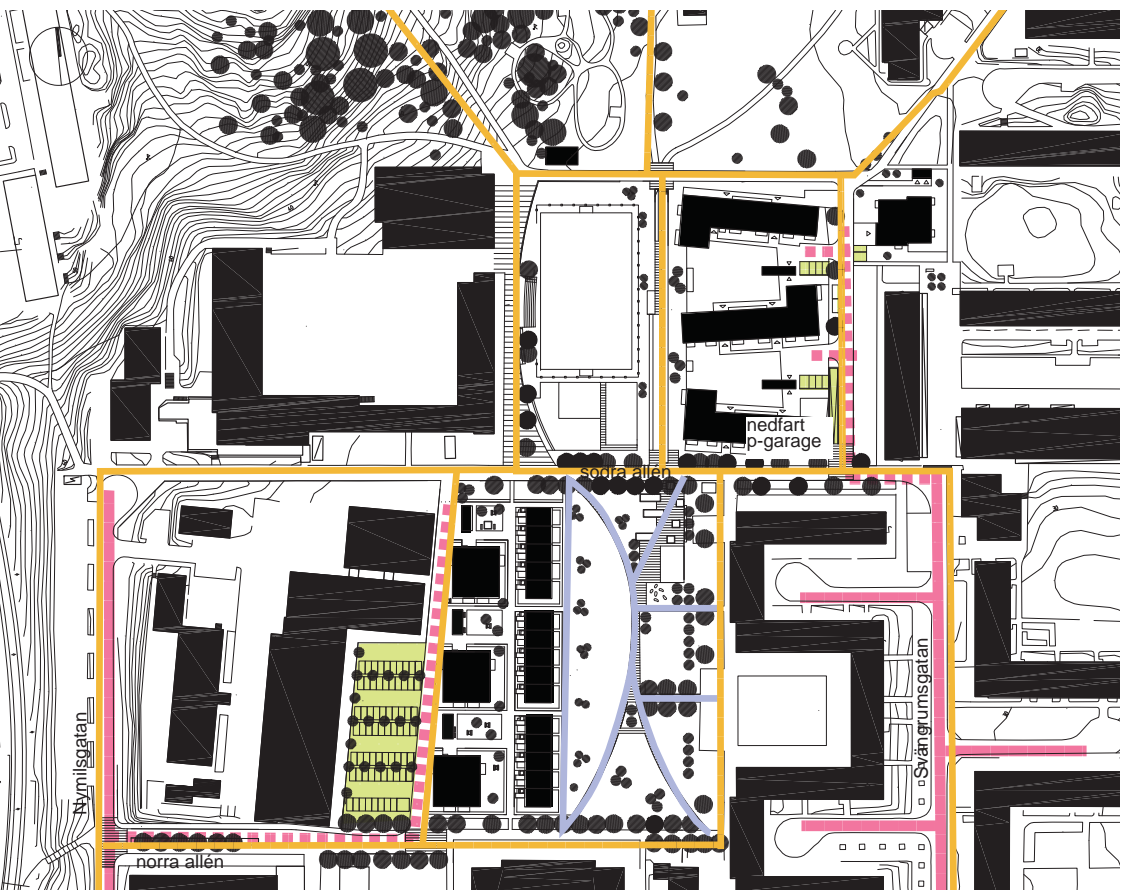 nedfart
p-garage
södra allén
Nymilsgatan
Svängrumsgatan
norra allén